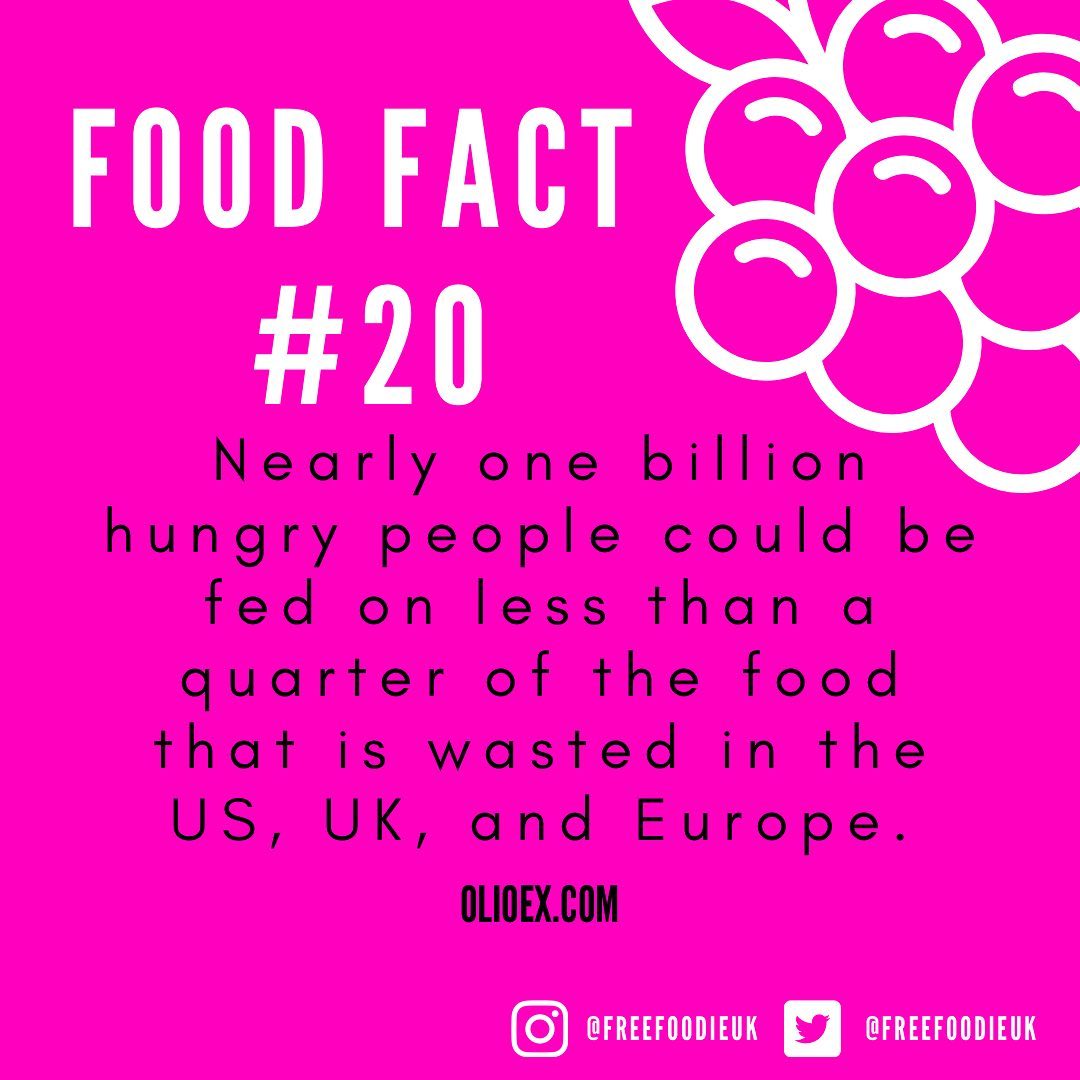 FOOD FACT
#20
Nearly one billion
hungry people could be
fed on less than a
quarter of the food
that is wasted in the
US, UK, and Europe.
OLIOEX.COM
@FREEFOODIEUK @FREEFOODIEUK